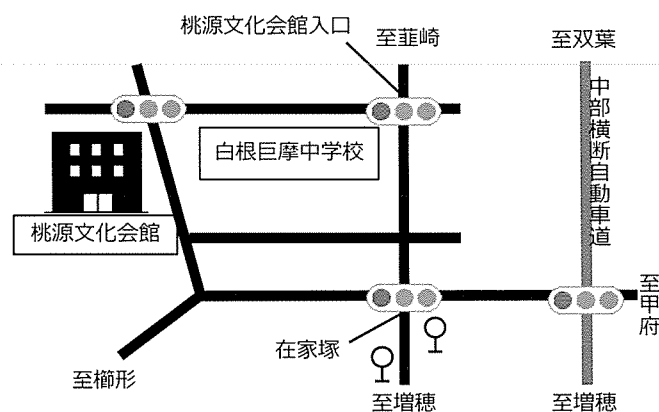 桃源文化会館入口
至韮崎
至双葉
中部横断自動車道
白根巨摩中学校
桃源文化会館
至甲府
在家塚
至櫛形
至増穂
至増穂